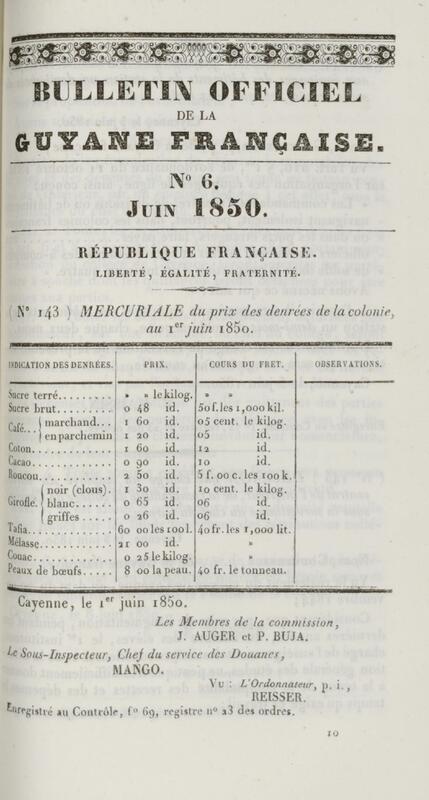 BULLETIN OFFICIEL
DE LA
GUYANE FRANÇAISE.
N° 6.
JUIN 1850.
RÉPUBLIQUE FRANÇAISE.
LIBERTÉ, ÉGALITÉ, FRATERNITÉ.
( N° 143 ) MERCURIALE du prix des denrées de la colonie,
au 1er juin 1850.
INDICATION DES DENRÉES. PRIX. COURS DU FRET. OBSERVATIONS.
Sucre terré......... » » le kilog. » »
Sucre brut......... 0 48 id. 50 f. les 1,000 kil.
Café... { marchand... 1 60 id. 05 cent. le kilog.
en parchemin 1 20 id. 05 id.
Coton............. 1 60 id. 12 id.
Cacao............. 0 90 id. 10 id.
Roucou............ 2 50 id. 5 f. 00 c. les 100 k.
Girofle. { noir (clous). 1 30 id. 10 cent. le kilog.
blanc...... 0 65 id. 06 id.
griffes ..... 0 26 id. 06 id.
Tafia.............. 60 00 les 100 l. 40 fr. les 1,000 lit.
Mélasse........... 21 00 id. »
Couac............. 0 25 le kilog. »
Peaux de bœufs..... 8 00 la peau. 40 fr. le tonneau.
Cayenne, le 1er juin 1850.
Les Membres de la commission,
J. AUGER et P. BUJA.
Le Sous-Inspecteur, Chef du service des Douanes,
MANGO.
Vu : L'Ordonnateur, p. i.,
REISSER.
Enregistré au Contrôle, f° 69, registre n° 23 des ordres.
10